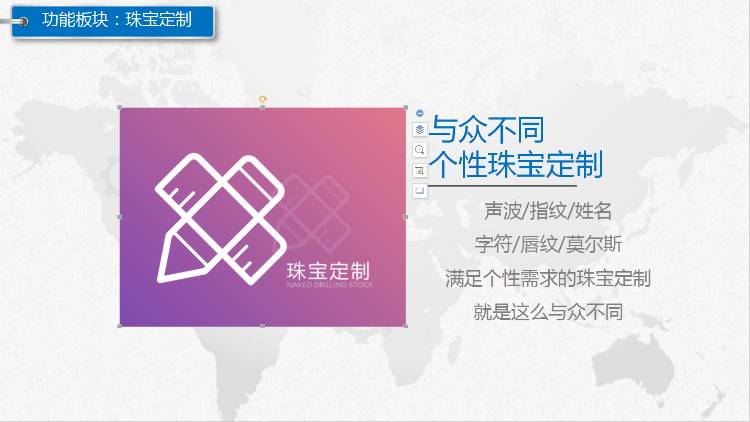 功能板块：珠宝定制
与众不同
个性珠宝定制
声波/指纹/姓名
字符/唇纹/莫尔斯
满足个性需求的珠宝定制
就是这么与众不同
珠宝定制
NAKED DRILLING STOCK